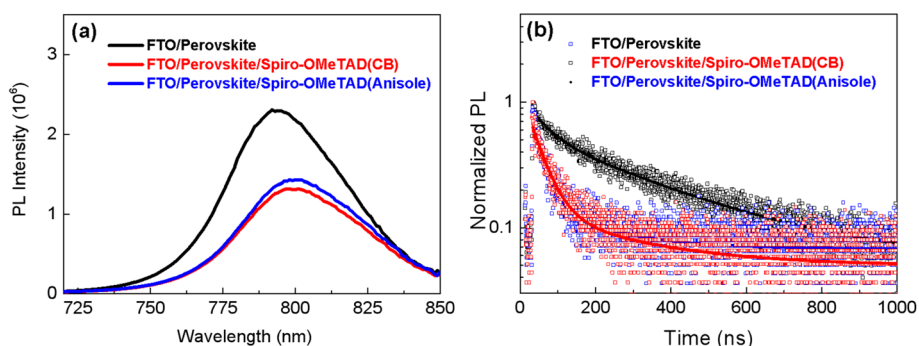 (a)
FTO/Perovskite
FTO/Perovskite/Spiro-OMeTAD(CB)
FTO/Perovskite/Spiro-OMeTAD(Anisole)
PL Intensity (10⁶)
3
2
1
0
725 750 775 800 825 850
Wavelength (nm)
(b)
FTO/Perovskite
FTO/Perovskite/Spiro-OMeTAD(CB)
FTO/Perovskite/Spiro-OMeTAD(Anisole)
Normalized PL
1
0.1
0 200 400 600 800 1000
Time (ns)